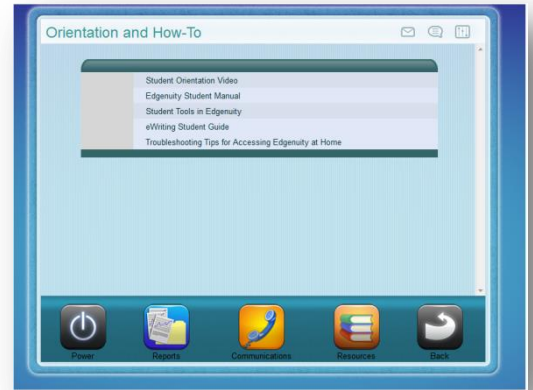 Orientation and How-To
Student Orientation Video
Edgenuity Student Manual
Student Tools in Edgenuity
eWriting Student Guide
Troubleshooting Tips for Accessing Edgenuity at Home
Power
Reports
Communications
Resources
Back